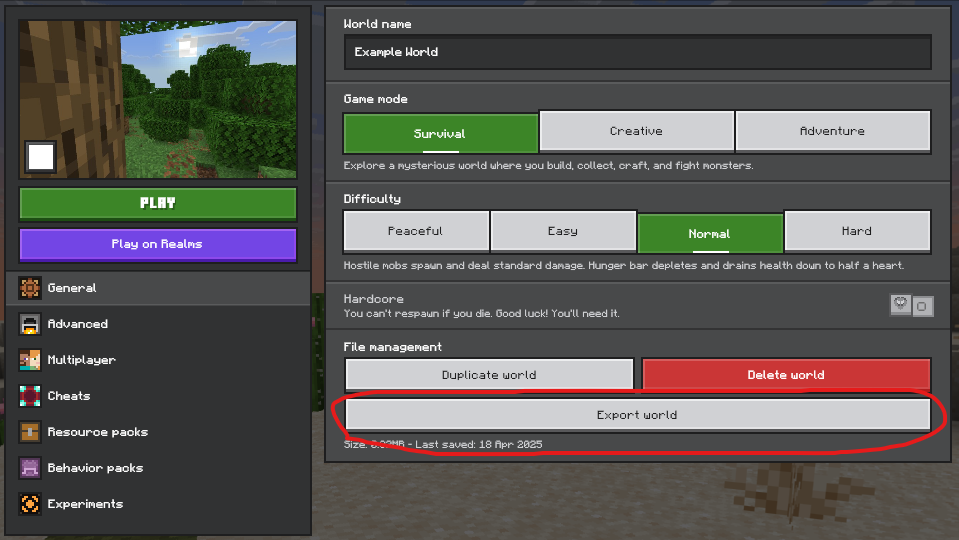 PLAY
Play on Realms
General
Advanced
Multiplayer
Cheats
Resource packs
Behavior packs
Experiments
World name
Example World
Game mode
Survival Creative Adventure
Explore a mysterious world where you build, collect, craft, and fight monsters.
Difficulty
Peaceful Easy Normal Hard
Hostile mobs spawn and deal standard damage. Hunger bar depletes and drains health down to half a heart.
Hardcore
You can't respawn if you die. Good luck! You'll need it.
File management
Duplicate world Delete world
Export world
Size: - Last saved: 18 Apr 2025